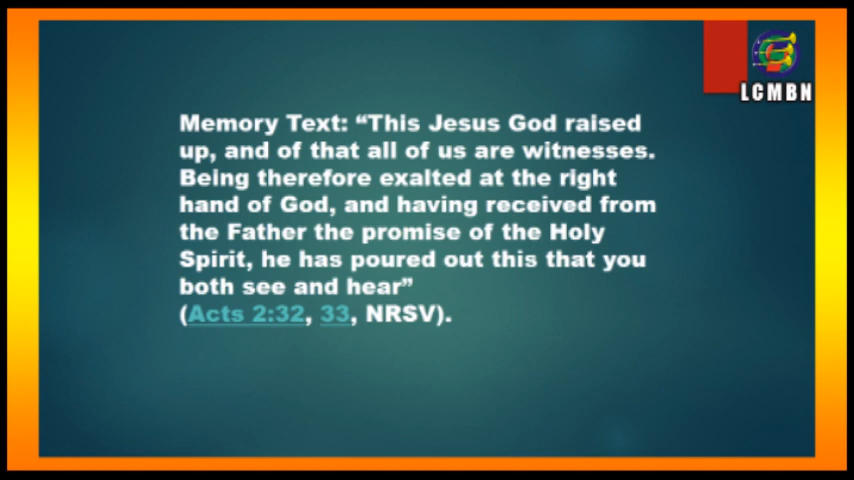 LCMBN
Memory Text: “This Jesus God raised
up, and of that all of us are witnesses.
Being therefore exalted at the right
hand of God, and having received from
the Father the promise of the Holy
Spirit, he has poured out this that you
both see and hear”
(Acts 2:32, 33, NRSV).